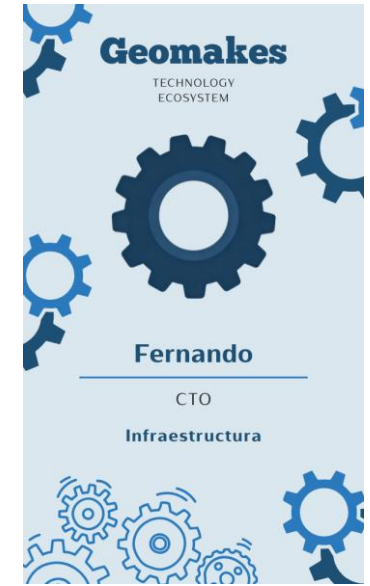 Geomakes
TECHNOLOGY
ECOSYSTEM
Fernando
CTO
Infraestructura